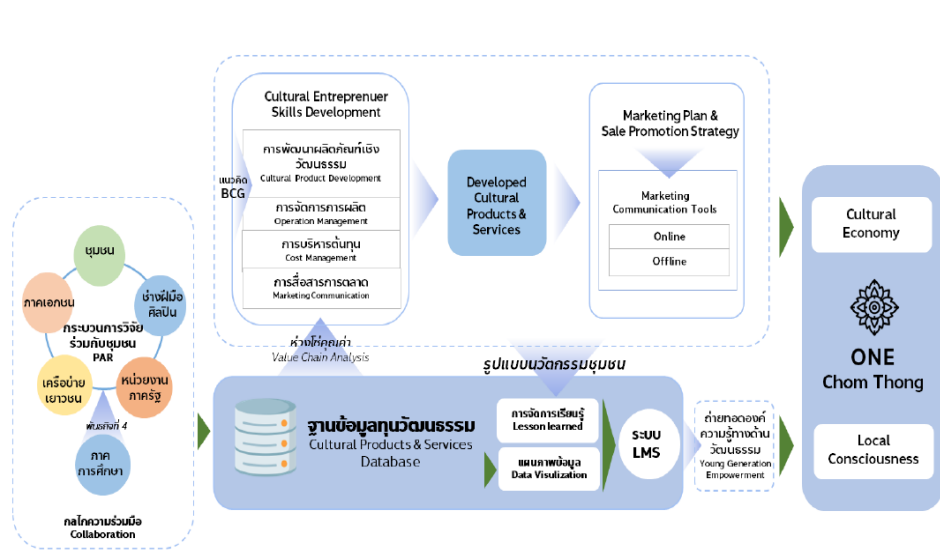 Cultural Entreprenuer
Skills Development
แนวคิด
BCG
การพัฒนาผลิตภัณฑ์เชิง
วัฒนธรรม
Cultural Product Development
การจัดการการผลิต
Operation Management
การบริหารต้นทุน
Cost Management
การสื่อสารการตลาด
Marketing Communication
Developed
Cultural
Products &
Services
Marketing Plan &
Sale Promotion Strategy
Marketing
Communication Tools
Online
Offline
ชุมชน
ภาคเอกชน
ช่างฝีมือ
ศิลปิน
กระบวนการวิจัย
ร่วมกับชุมชน
PAR
เครือข่าย
เยาวชน
หน่วยงาน
ภาครัฐ
พันธกิจที่ 4
ภาค
การศึกษา
กลไกความร่วมมือ
Collaboration
ห่วงโซ่คุณค่า
Value Chain Analysis
รูปแบบนวัตกรรมชุมชน
ฐานข้อมูลทุนวัฒนธรรม
Cultural Products & Services
Database
การจัดการเรียนรู้
Lesson learned
แผนภาพข้อมูล
Data Visulization
ระบบ
LMS
ถ่ายทอดองค์
ความรู้ทางด้าน
วัฒนธรรม
Young Generation
Empowerment
Cultural
Economy
ONE
Chom Thong
Local
Consciousness